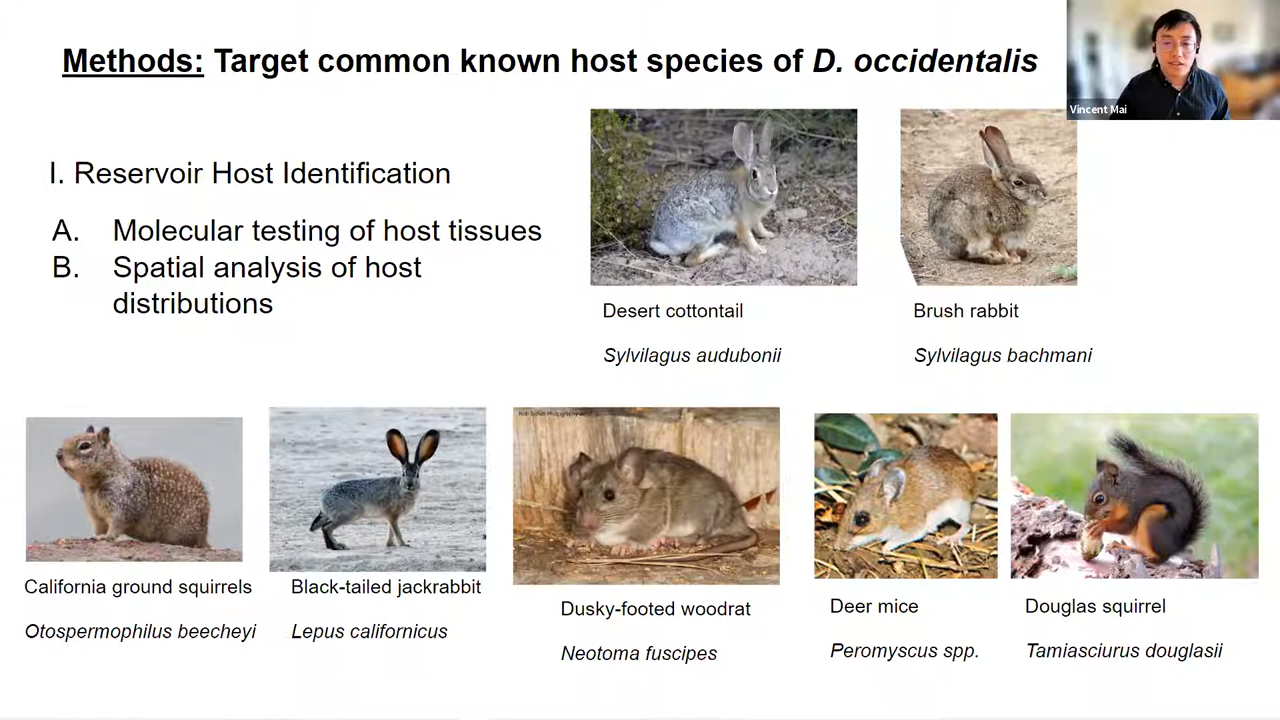 Methods: Target common known host species of D. occidentalis
Vincent Mai
I. Reservoir Host Identification
A. Molecular testing of host tissues
B. Spatial analysis of host
distributions
Desert cottontail
Sylvilagus audubonii
Brush rabbit
Sylvilagus bachmani
California ground squirrels
Otospermophilus beecheyi
Black-tailed jackrabbit
Lepus californicus
Dusky-footed woodrat
Neotoma fuscipes
Deer mice
Peromyscus spp.
Douglas squirrel
Tamiasciurus douglasii